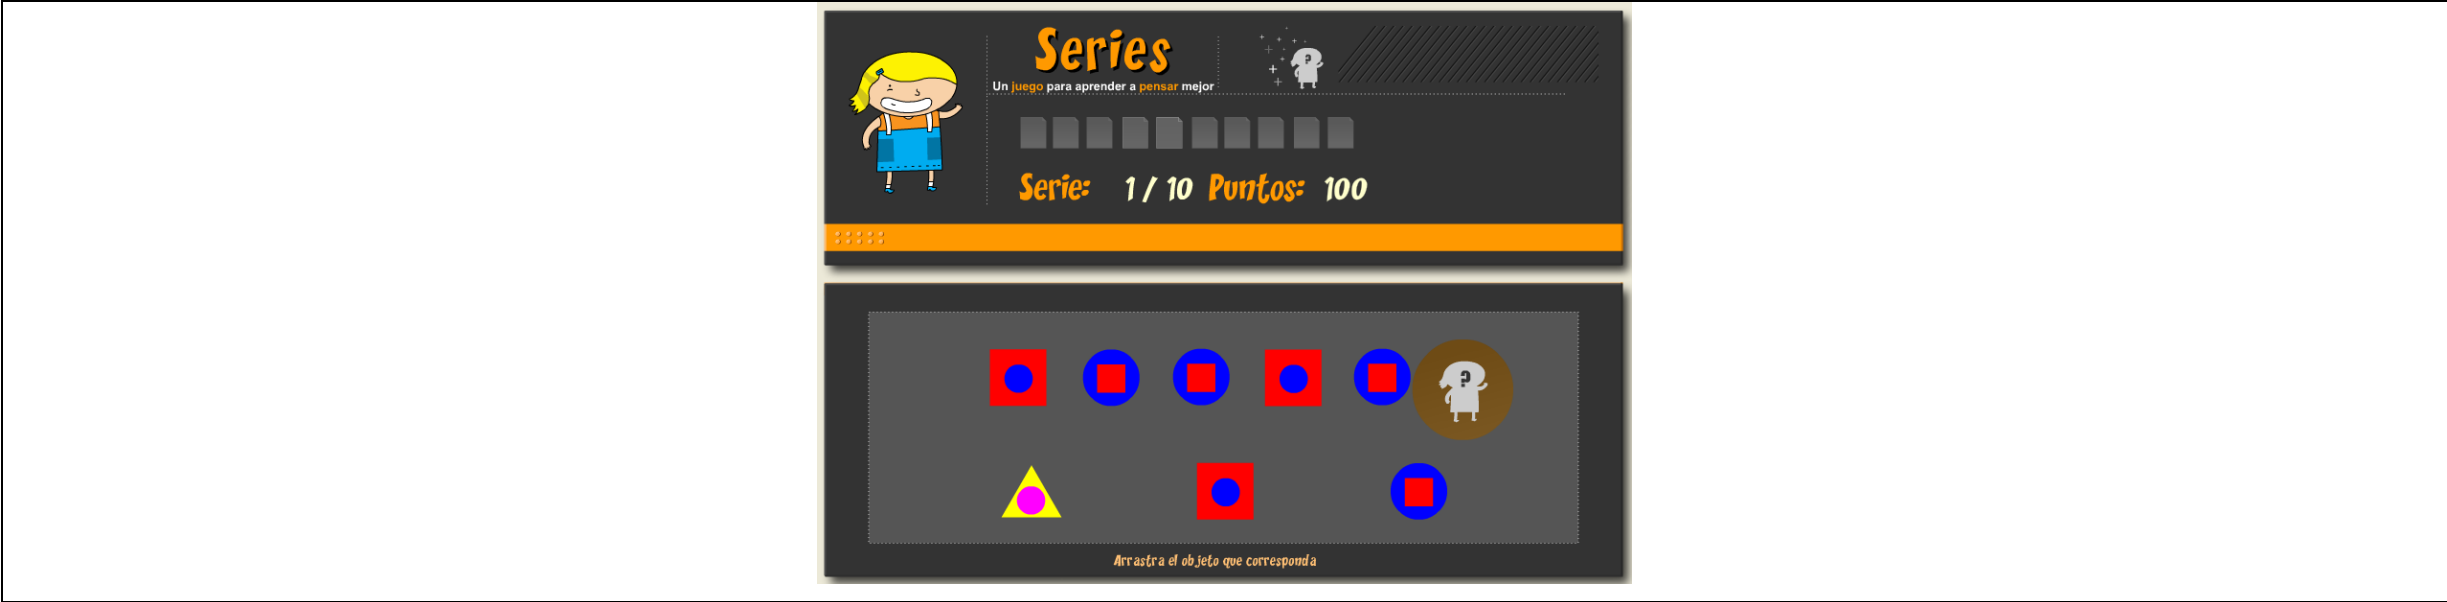 Series
Un juego para aprender a pensar mejor
?
Serie: 1 / 10 Puntos: 100
?
Arrastra el objeto que corresponda